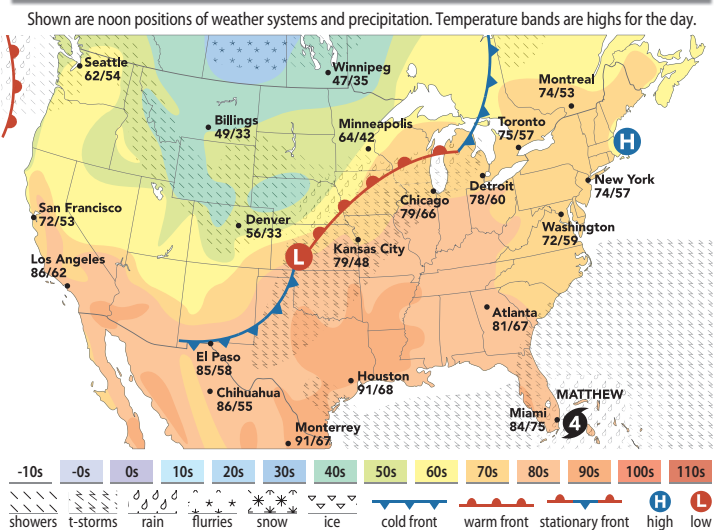 Shown are noon positions of weather systems and precipitation. Temperature bands are highs for the day.
Seattle
62/54
Winnipeg
47/35
Montreal
74/53
Billings
49/33
Minneapolis
64/42
Toronto
75/57
H
Detroit
78/60
New York
74/57
Chicago
79/66
San Francisco
72/53
Denver
56/33
Washington
72/59
Kansas City
79/48
L
Los Angeles
86/62
Atlanta
81/67
El Paso
85/58
Houston
91/68
Chihuahua
86/55
MATTHEW
4
Miami
84/75
Monterrey
91/67
-10s -0s 0s 10s 20s 30s 40s 50s 60s 70s 80s 90s 100s 110s
H L
showers t-storms rain flurries snow ice cold front warm front stationary front high low